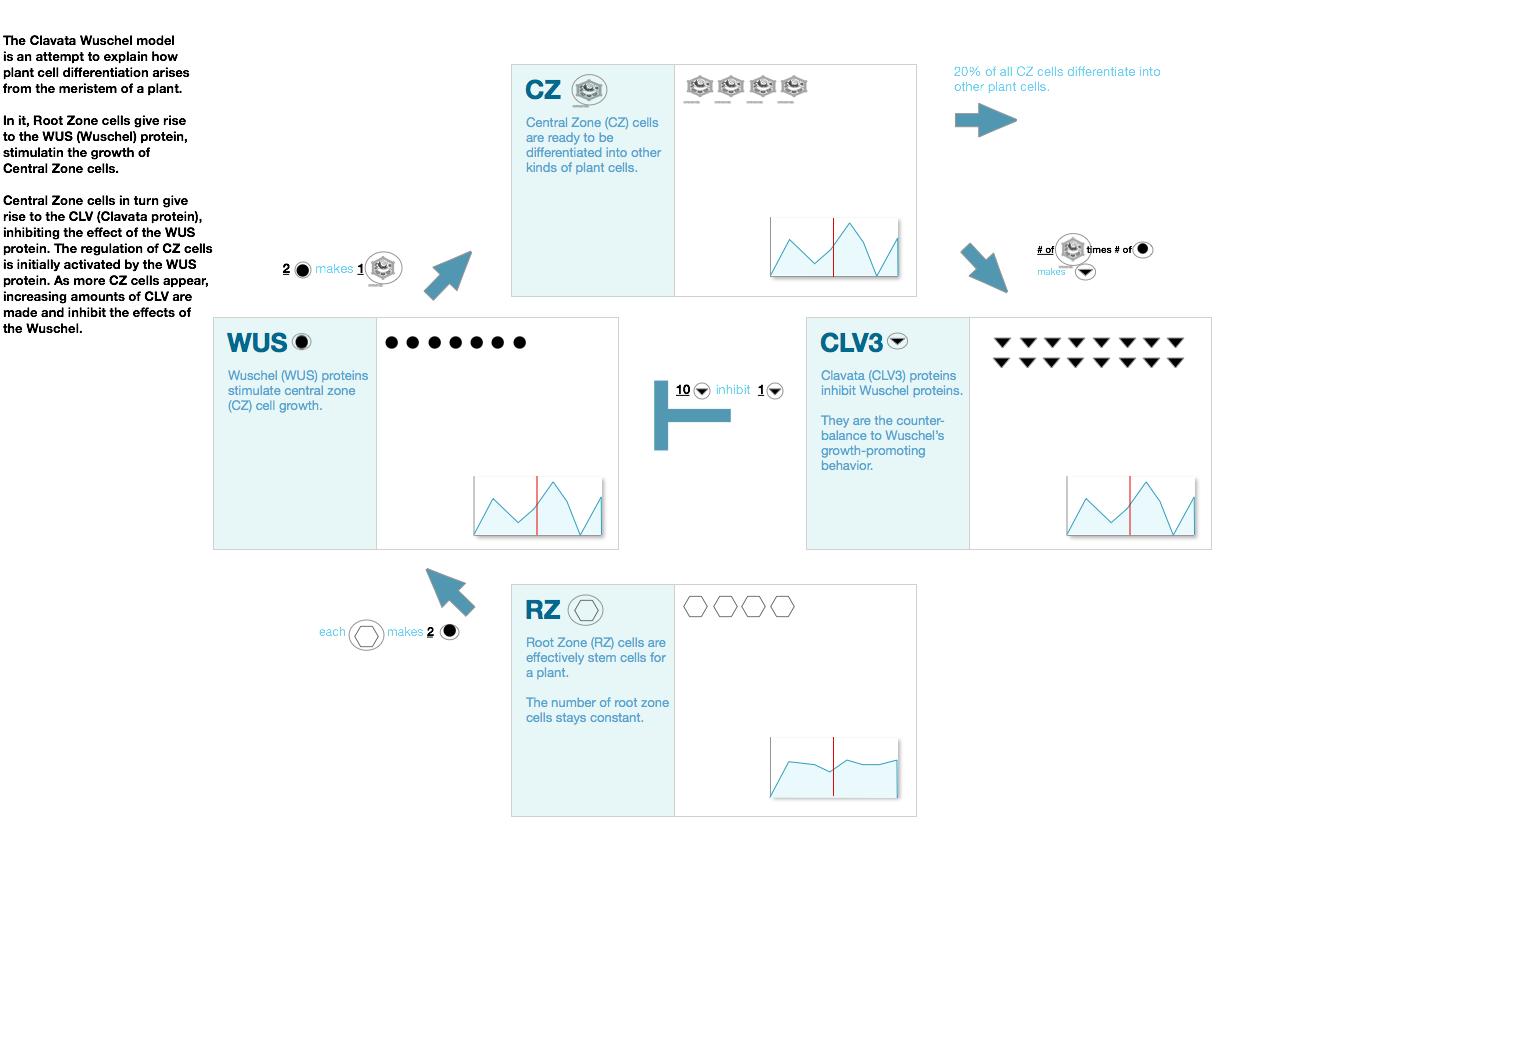 The Clavata Wuschel model
is an attempt to explain how
plant cell differentiation arises
from the meristem of a plant.
In it, Root Zone cells give rise
to the WUS (Wuschel) protein,
stimulatin the growth of
Central Zone cells.
Central Zone cells in turn give
rise to the CLV (Clavata protein),
inhibiting the effect of the WUS
protein. The regulation of CZ cells
is initially activated by the WUS
protein. As more CZ cells appear,
increasing amounts of CLV are
made and inhibit the effects of
the Wuschel.
CZ
Central Zone (CZ) cells
are ready to be
differentiated into other
kinds of plant cells.
20% of all CZ cells differentiate into
other plant cells.
2 makes 1
# of times # of
makes
WUS
Wuschel (WUS) proteins
stimulate central zone
(CZ) cell growth.
10 inhibit 1
CLV3
Clavata (CLV3) proteins
inhibit Wuschel proteins.
They are the counter-
balance to Wuschel's
growth-promoting
behavior.
each makes 2
RZ
Root Zone (RZ) cells are
effectively stem cells for
a plant.
The number of root zone
cells stays constant.